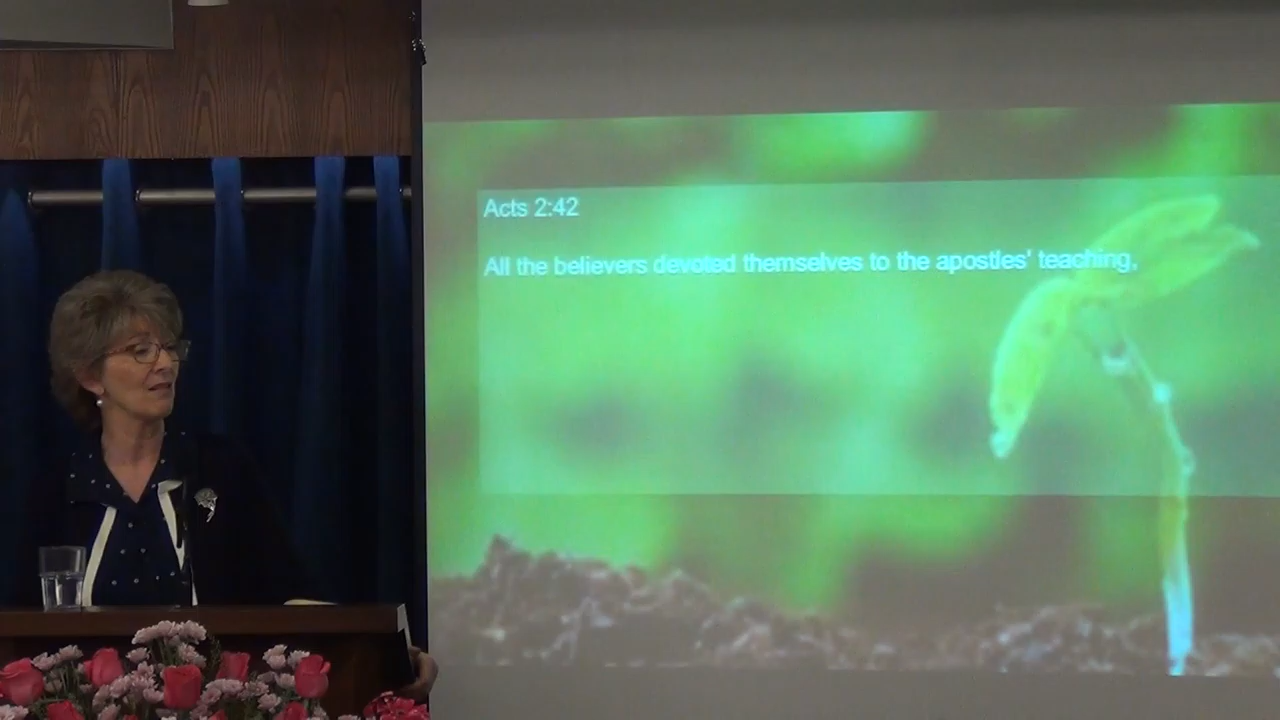 Acts 2:42
All the believers devoted themselves to the apostles' teaching,